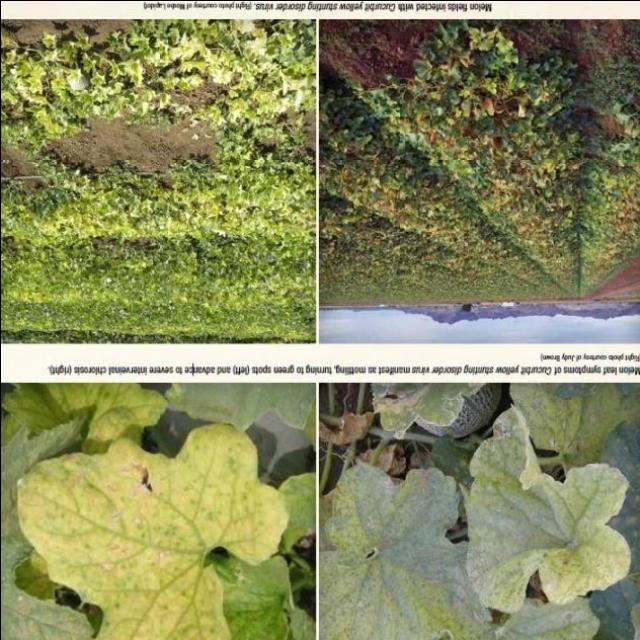 Melon leaf symptoms of Cucurbit yellow stunting disorder virus manifest as mottling, turning to green spots (left) and advance to severe interveinal chlorosis (right).
Right photo courtesy of Judy Brown)
Melon fields infected with Cucurbit yellow stunting disorder virus. (Right photo courtesy of Moshe Lapidot)